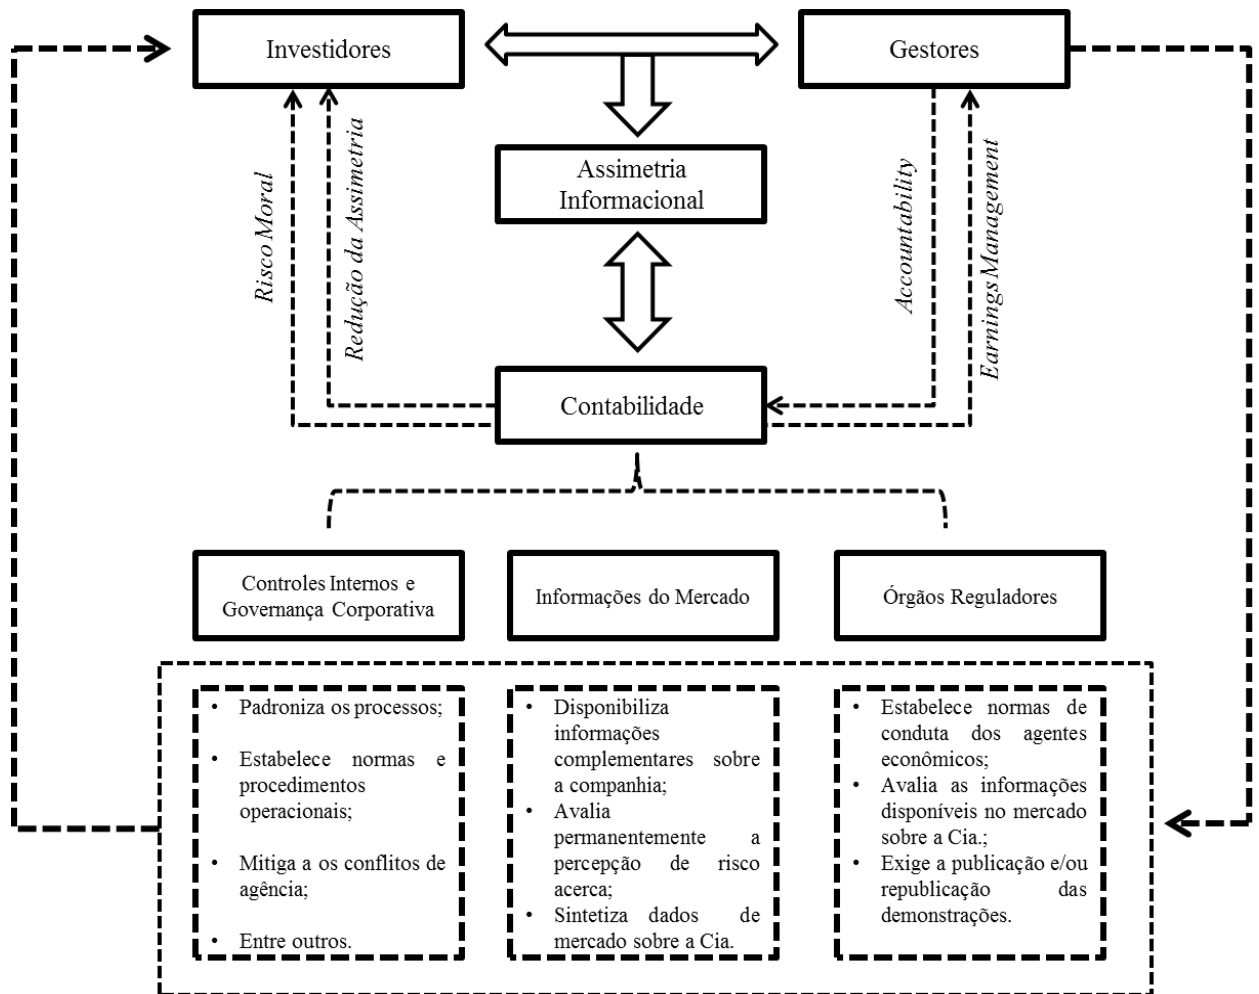 Investidores
Gestores
Assimetria
Informacional
Risco Moral
Redução da Assimetria
Accountability
Earnings Management
Contabilidade
Controles Internos e
Governança Corporativa
Informações do Mercado
Órgãos Reguladores
• Padroniza os processos;
• Estabelece normas e
procedimentos
operacionais;
• Mitiga a os conflitos de
agência;
• Entre outros.
• Disponibiliza
informações
complementares sobre
a companhia;
• Avalia
permanentemente a
percepção de risco
acerca;
• Sintetiza dados de
mercado sobre a Cia.
• Estabelece normas de
conduta dos agentes
econômicos;
• Avalia as informações
disponíveis no mercado
sobre a Cia.;
• Exige a publicação e/ou
republicação das
demonstrações.